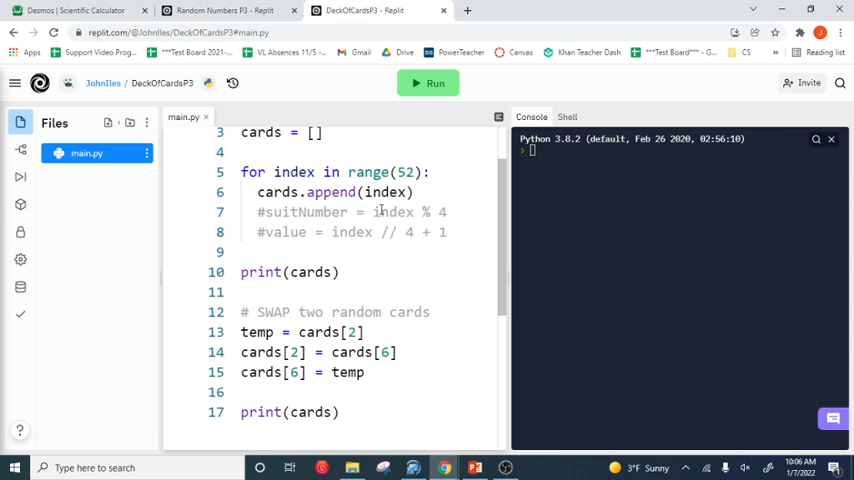 Desmos | Scientific Calculator
Random Numbers P3 - Replit
DeckOfCardsP3 - Replit
replit.com/@JohnIles/DeckOfCardsP3#main.py
Apps
Support Video Program...
***Test Board 2021-...
VL Absences 11/5-...
Gmail
Drive
PowerTeacher
Canvas
Khan Teacher Dash
***Test Board (***...
CS
Reading list
JohnIles / DeckOfCardsP3
Run
Invite
Files
main.py
main.py
3 cards = []
4
5 for index in range(52):
6 cards.append(index)
7 #suitNumber = index % 4
8 #value = index // 4 + 1
9
10 print(cards)
11
12 # SWAP two random cards
13 temp = cards[2]
14 cards[2] = cards[6]
15 cards[6] = temp
16
17 print(cards)
Console
Shell
Python 3.8.2 (default, Feb 26 2020, 02:56:10)
>
Type here to search
3°F Sunny
10:06 AM
1/7/2022